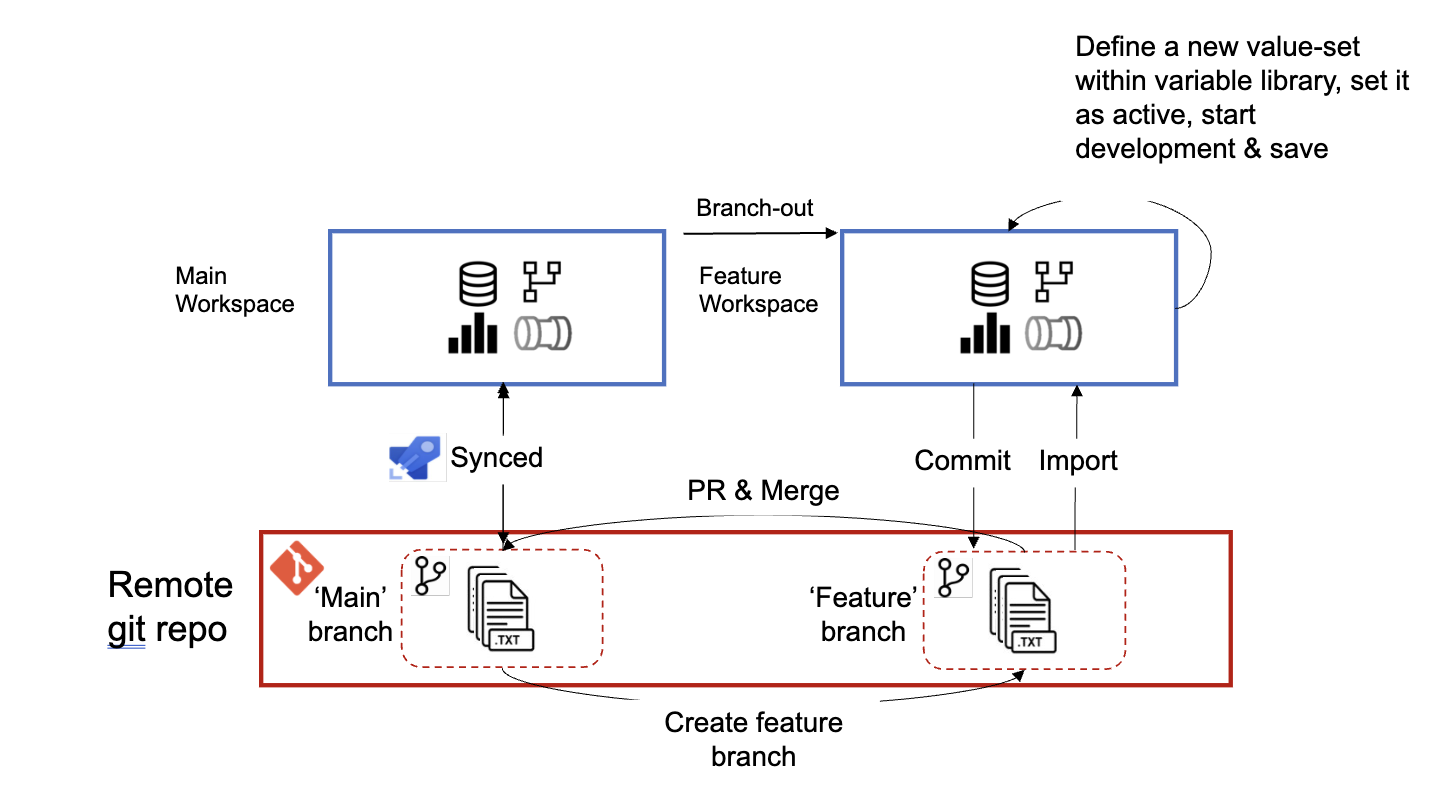 Define a new value-set
within variable library, set it
as active, start
development & save
Branch-out
Main
Workspace
Feature
Workspace
Synced
Commit
Import
PR & Merge
Remote
git repo
‘Main’
branch
.TXT
‘Feature’
branch
.TXT
Create feature
branch